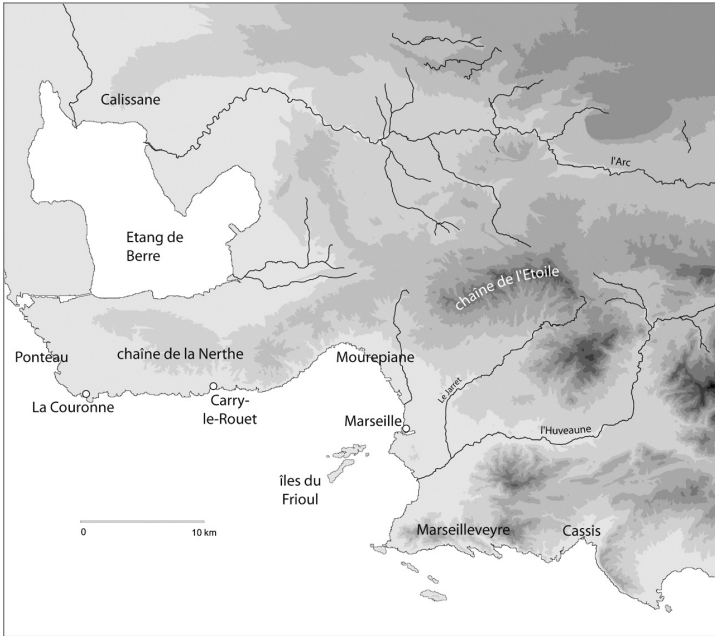 Calissane
l'Arc
Etang de
Berre
chaîne de l'Etoile
Ponteau
chaîne de la Nerthe
Mourepiane
La Couronne
Carry-
le-Rouet
Le Jarret
Marseille
l'Huveaune
îles du
Frioul
0
10 km
Marseilleveyre
Cassis